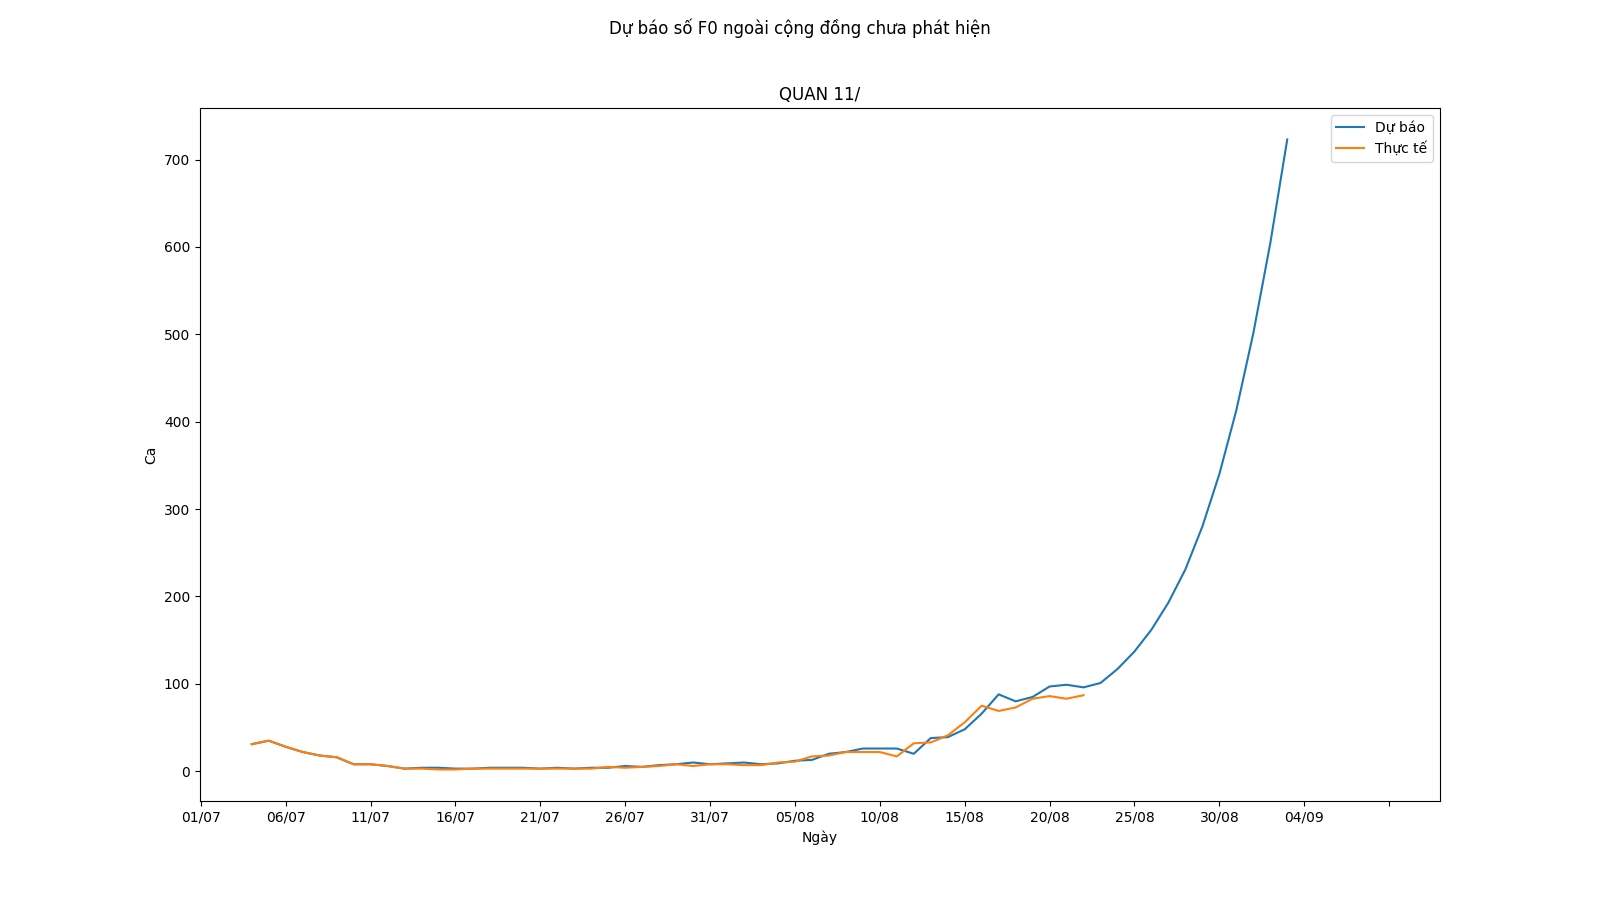 Dự báo số F0 ngoài cộng đồng chưa phát hiện
QUAN 11/
Dự báo
Thực tế
Ca
700
600
500
400
300
200
100
0
01/07 06/07 11/07 16/07 21/07 26/07 31/07 05/08 10/08 15/08 20/08 25/08 30/08 04/09
Ngày